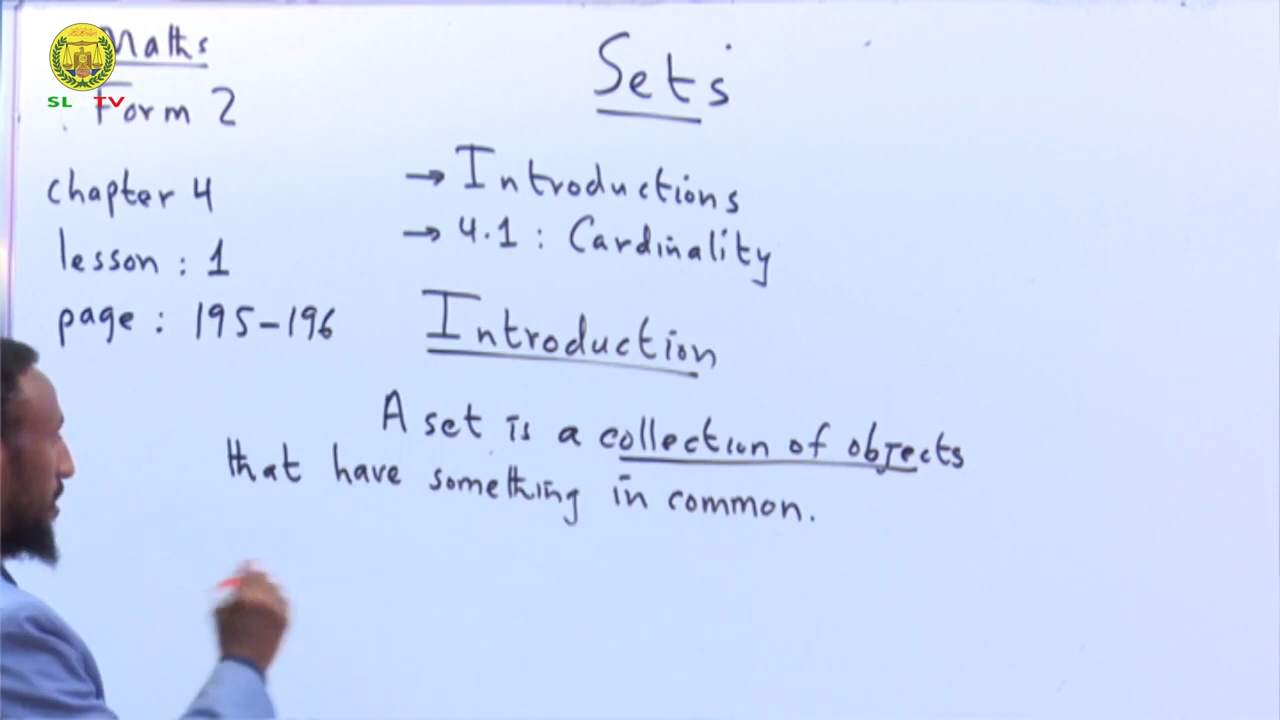 Maths
Form 2
chapter 4
lesson : 1
page : 195-196
Sets
→ Introductions
→ 4.1 : Cardinality
Introduction
A set is a collection of objects
that have something in common.
SL TV